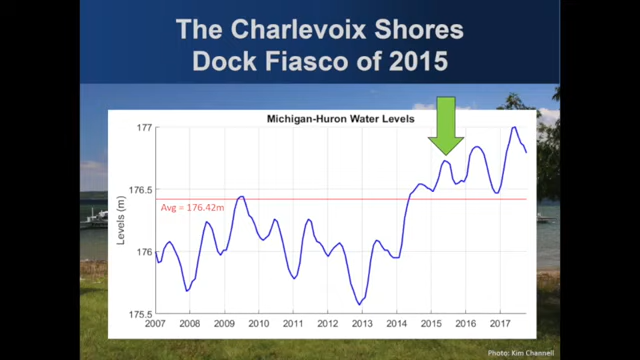 The Charlevoix Shores
Dock Fiasco of 2015
Michigan-Huron Water Levels
177
176.5
176
175.5
Levels (m)
Avg = 176.42m
2007 2008 2009 2010 2011 2012 2013 2014 2015 2016 2017
Photo: Kim Channell